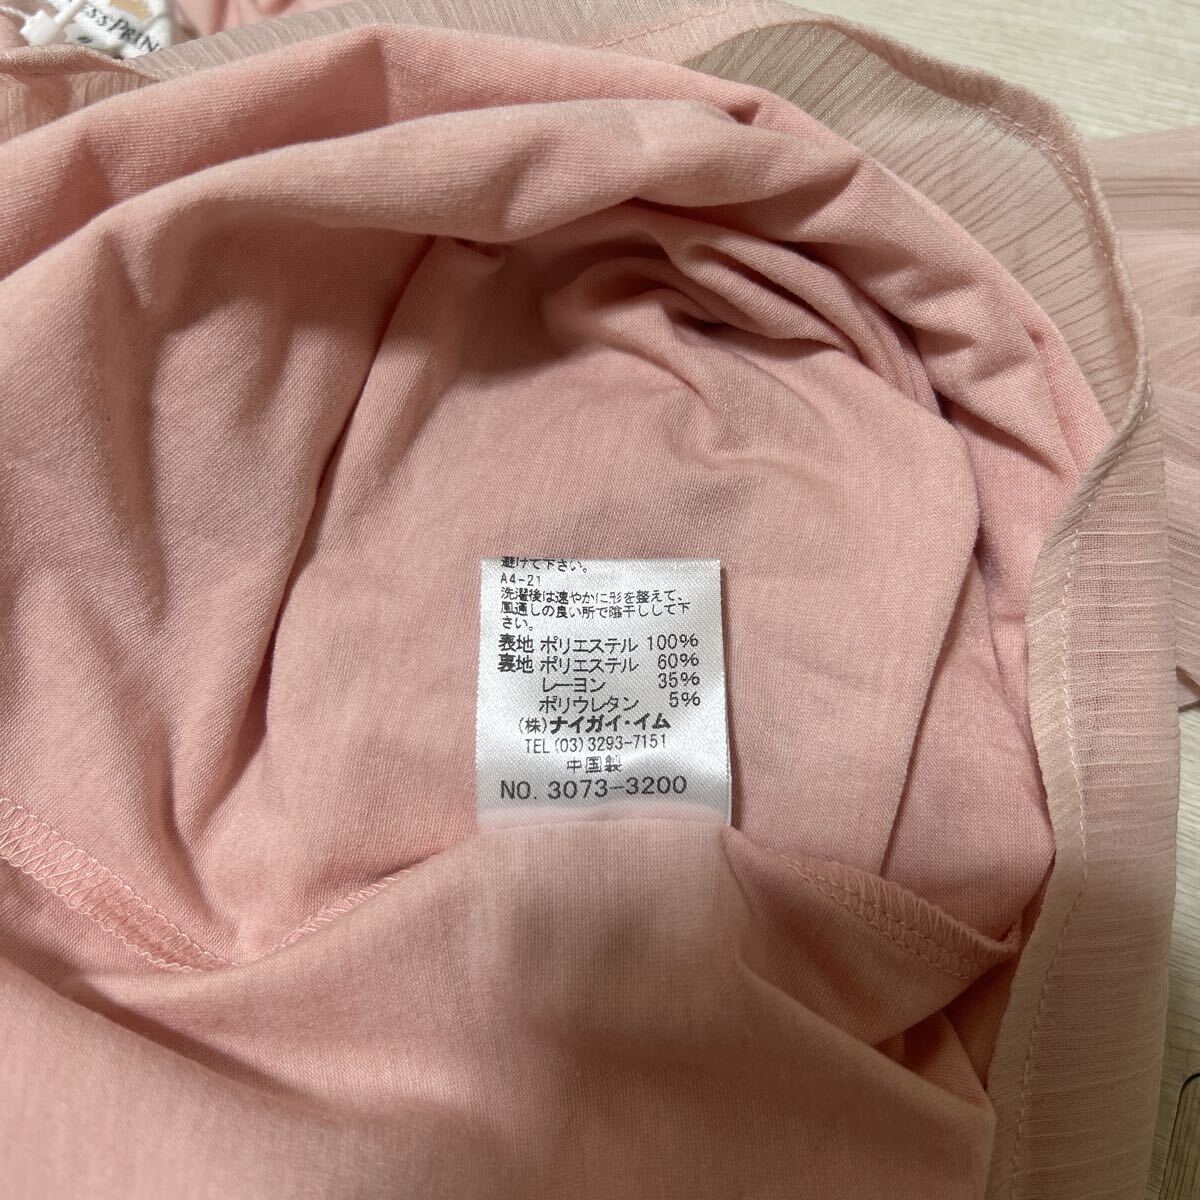 避けて下さい。
A4-21
洗濯後は速やかに形を整えて、
風通しの良い所で陰干しして下
さい。
表地 ポリエステル 100%
裏地 ポリエステル 60%
レーヨン 35%
ポリウレタン 5%
(株)ナイガイ・イム
TEL (03) 3293-7151
中国製
NO. 3073-3200